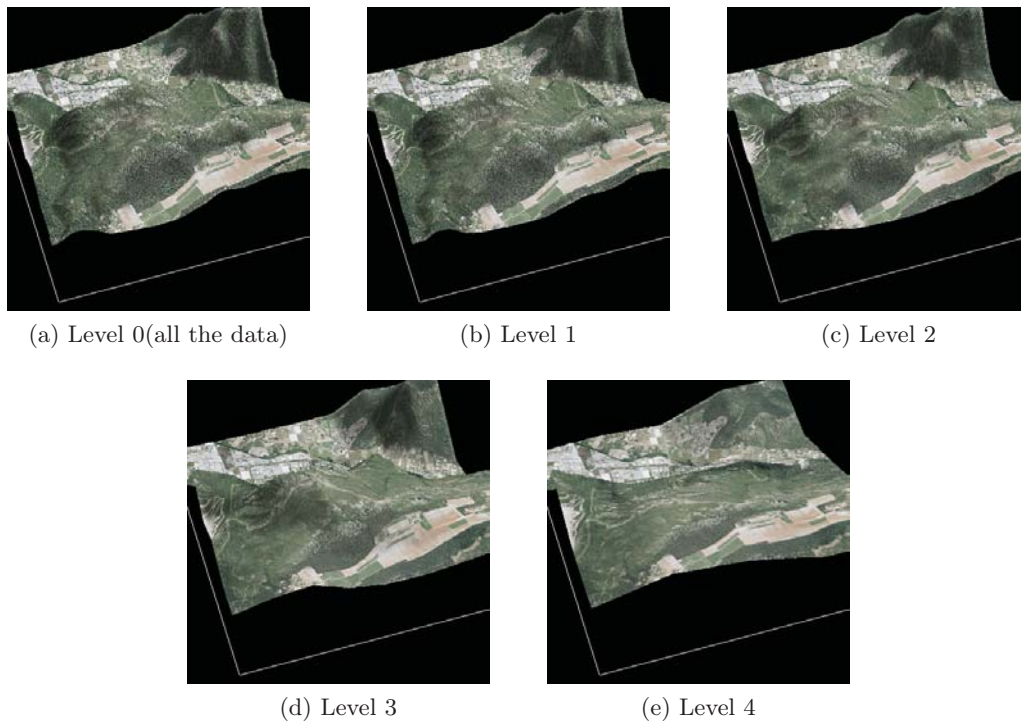 (a) Level 0(all the data)
(b) Level 1
(c) Level 2
(d) Level 3
(e) Level 4